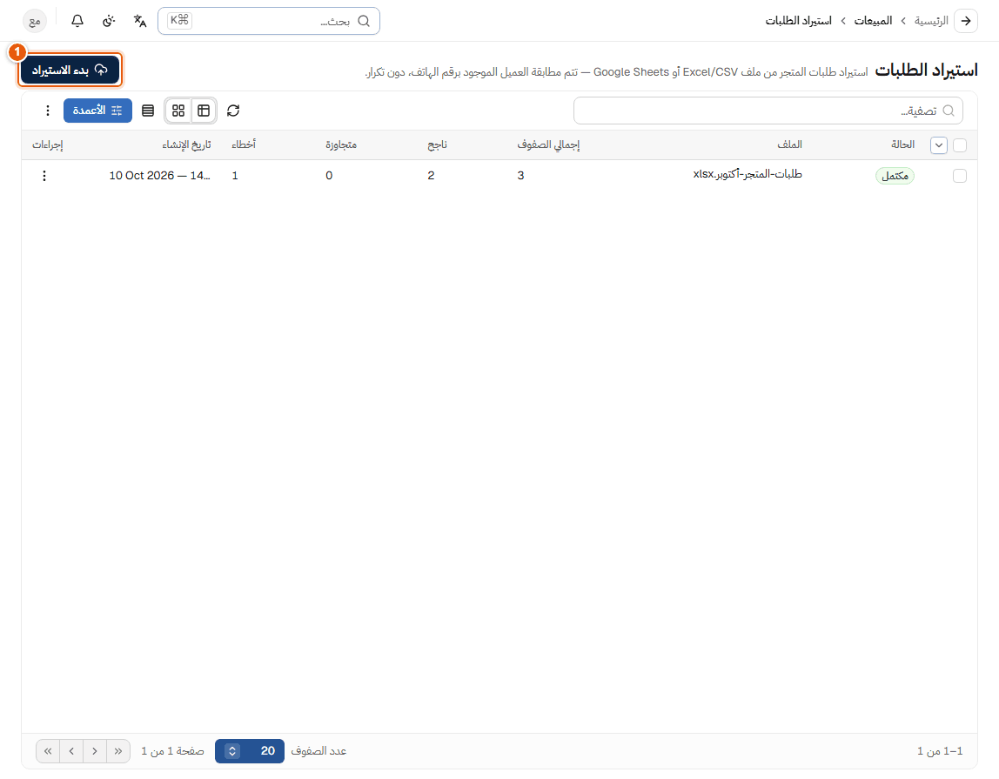 الرئيسية > المبيعات > استيراد الطلبات
بحث... ⌘K
مع
1
استيراد الطلبات
استيراد طلبات المتجر من ملف Excel/CSV أو Google Sheets — تتم مطابقة العميل الموجود برقم الهاتف، دون تكرار.
بدء الاستيراد
تصفية...
الأعمدة
الحالة الملف إجمالي الصفوف ناجح متجاوزة أخطاء تاريخ الإنشاء إجراءات
مكتمل طلبات-المتجر-أكتوبر.xlsx 3 2 0 1 10 Oct 2026 — 14...
1–1 من 1
عدد الصفوف 20 صفحة 1 من 1